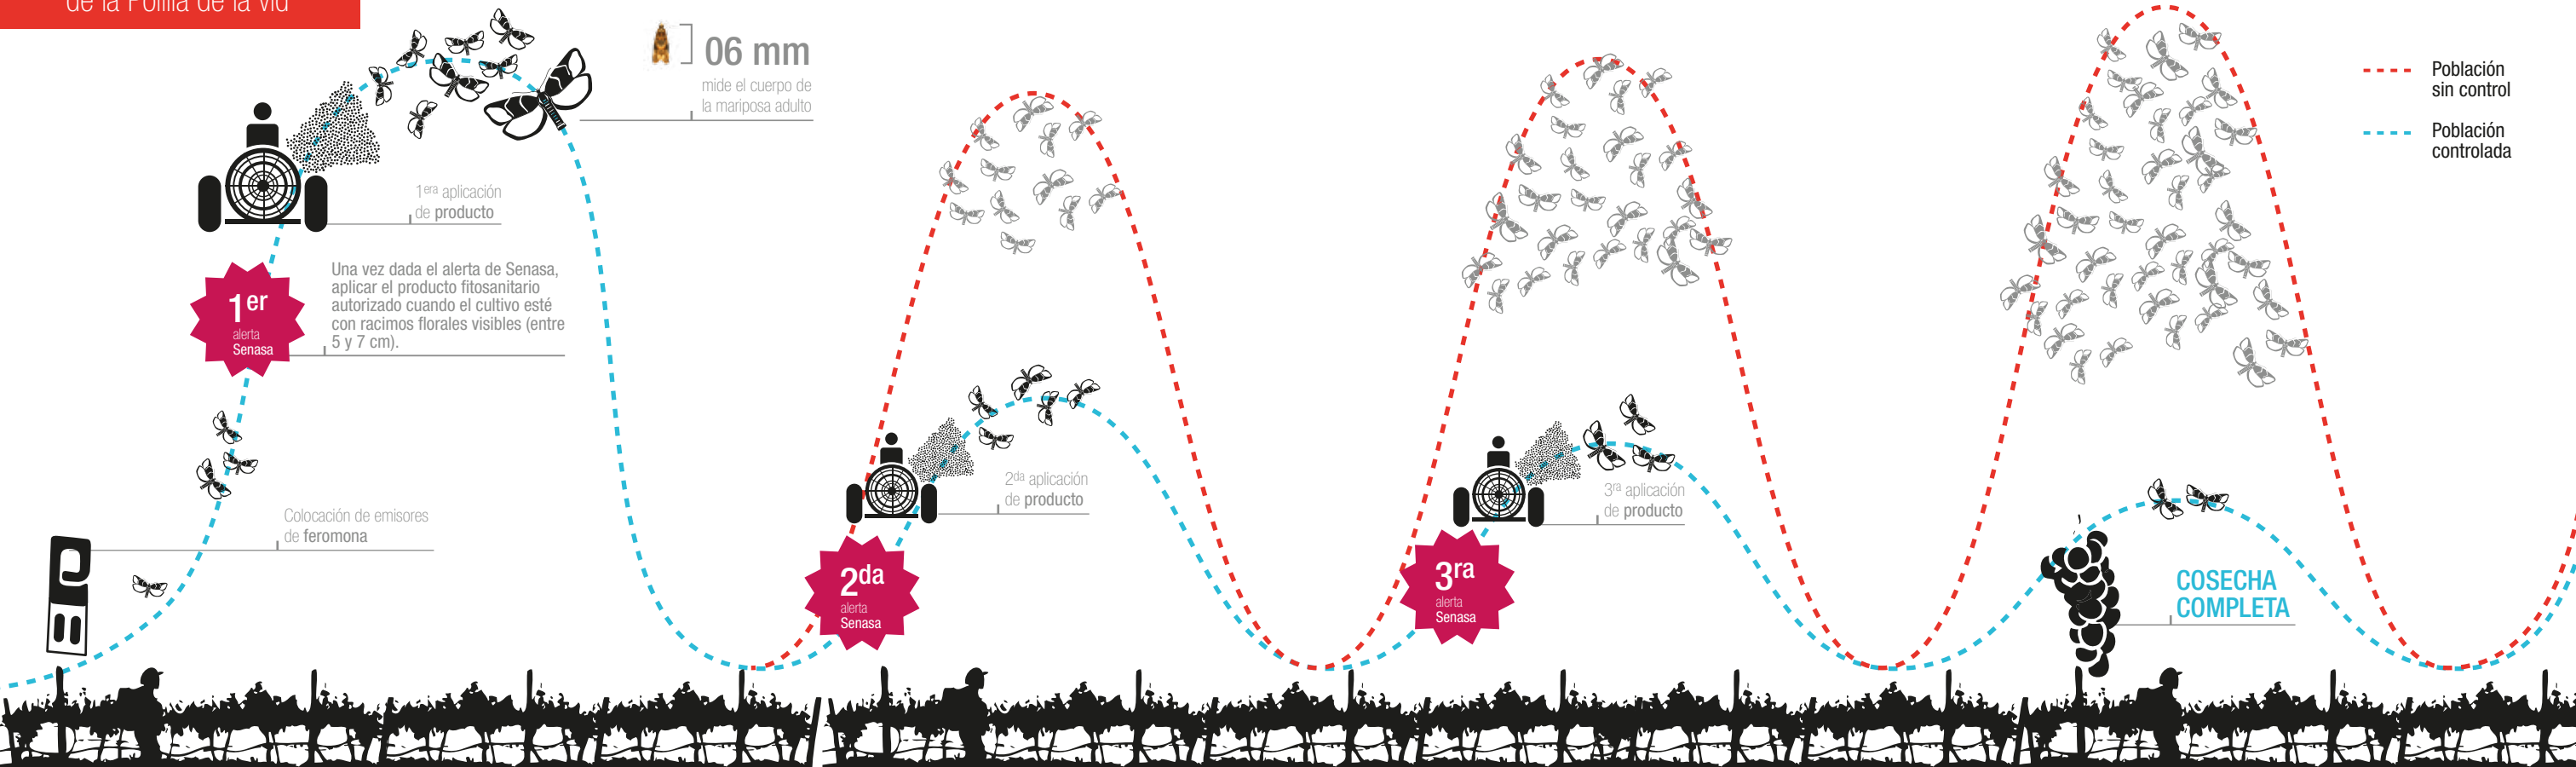 de la Polilla de la Vid
06 mm
mide el cuerpo de
la mariposa adulto
1era aplicación
de producto
1er
alerta
Senasa
Una vez dada el alerta de Senasa,
aplicar el producto fitosanitario
autorizado cuando el cultivo esté
con racimos florales visibles (entre
5 y 7 cm).
Colocación de emisores
de feromona
2da aplicación
de producto
2da
alerta
Senasa
3ra aplicación
de producto
3ra
alerta
Senasa
COSECHA
COMPLETA
Población
sin control
Población
controlada